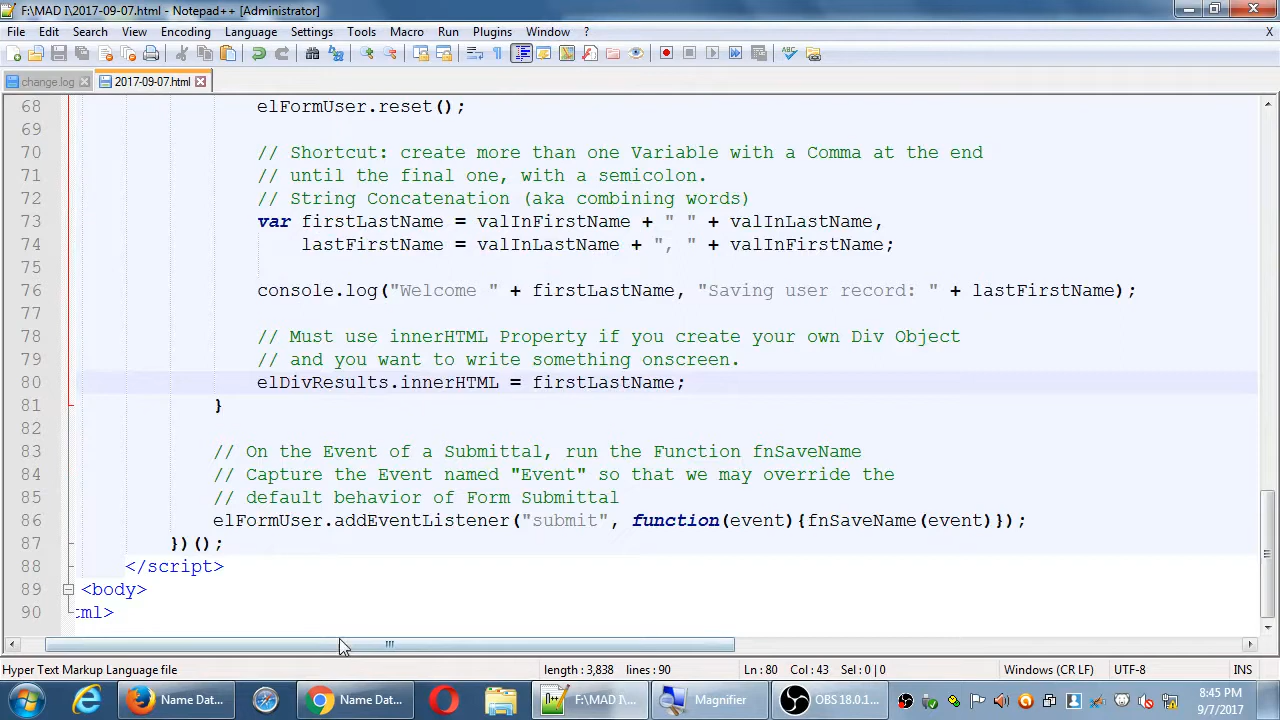 F:\MAD I\2017-09-07.html - Notepad++ [Administrator]
File Edit Search View Encoding Language Settings Tools Macro Run Plugins Window ? X
change.log 2017-09-07.html
68 elFormUser.reset();
69
70 // Shortcut: create more than one Variable with a Comma at the end
71 // until the final one, with a semicolon.
72 // String Concatenation (aka combining words)
73 var firstLastName = valInFirstName + " " + valInLastName,
74 lastFirstName = valInLastName + ", " + valInFirstName;
75
76 console.log("Welcome " + firstLastName, "Saving user record: " + lastFirstName);
77
78 // Must use innerHTML Property if you create your own Div Object
79 // and you want to write something onscreen.
80 elDivResults.innerHTML = firstLastName;
81 }
82
83 // On the Event of a Submittal, run the Function fnSaveName
84 // Capture the Event named "Event" so that we may override the
85 // default behavior of Form Submittal
86 elFormUser.addEventListener("submit", function(event){fnSaveName(event)});
87 })();
88 </script>
89 <body>
90 tml>
Hyper Text Markup Language file length : 3,838 lines : 90 Ln : 80 Col : 43 Sel : 0 | 0 Windows (CR LF) UTF-8 INS
Name Dat... Name Dat... F:\MAD I\... Magnifier OBS 18.0.1... 8:45 PM
9/7/2017